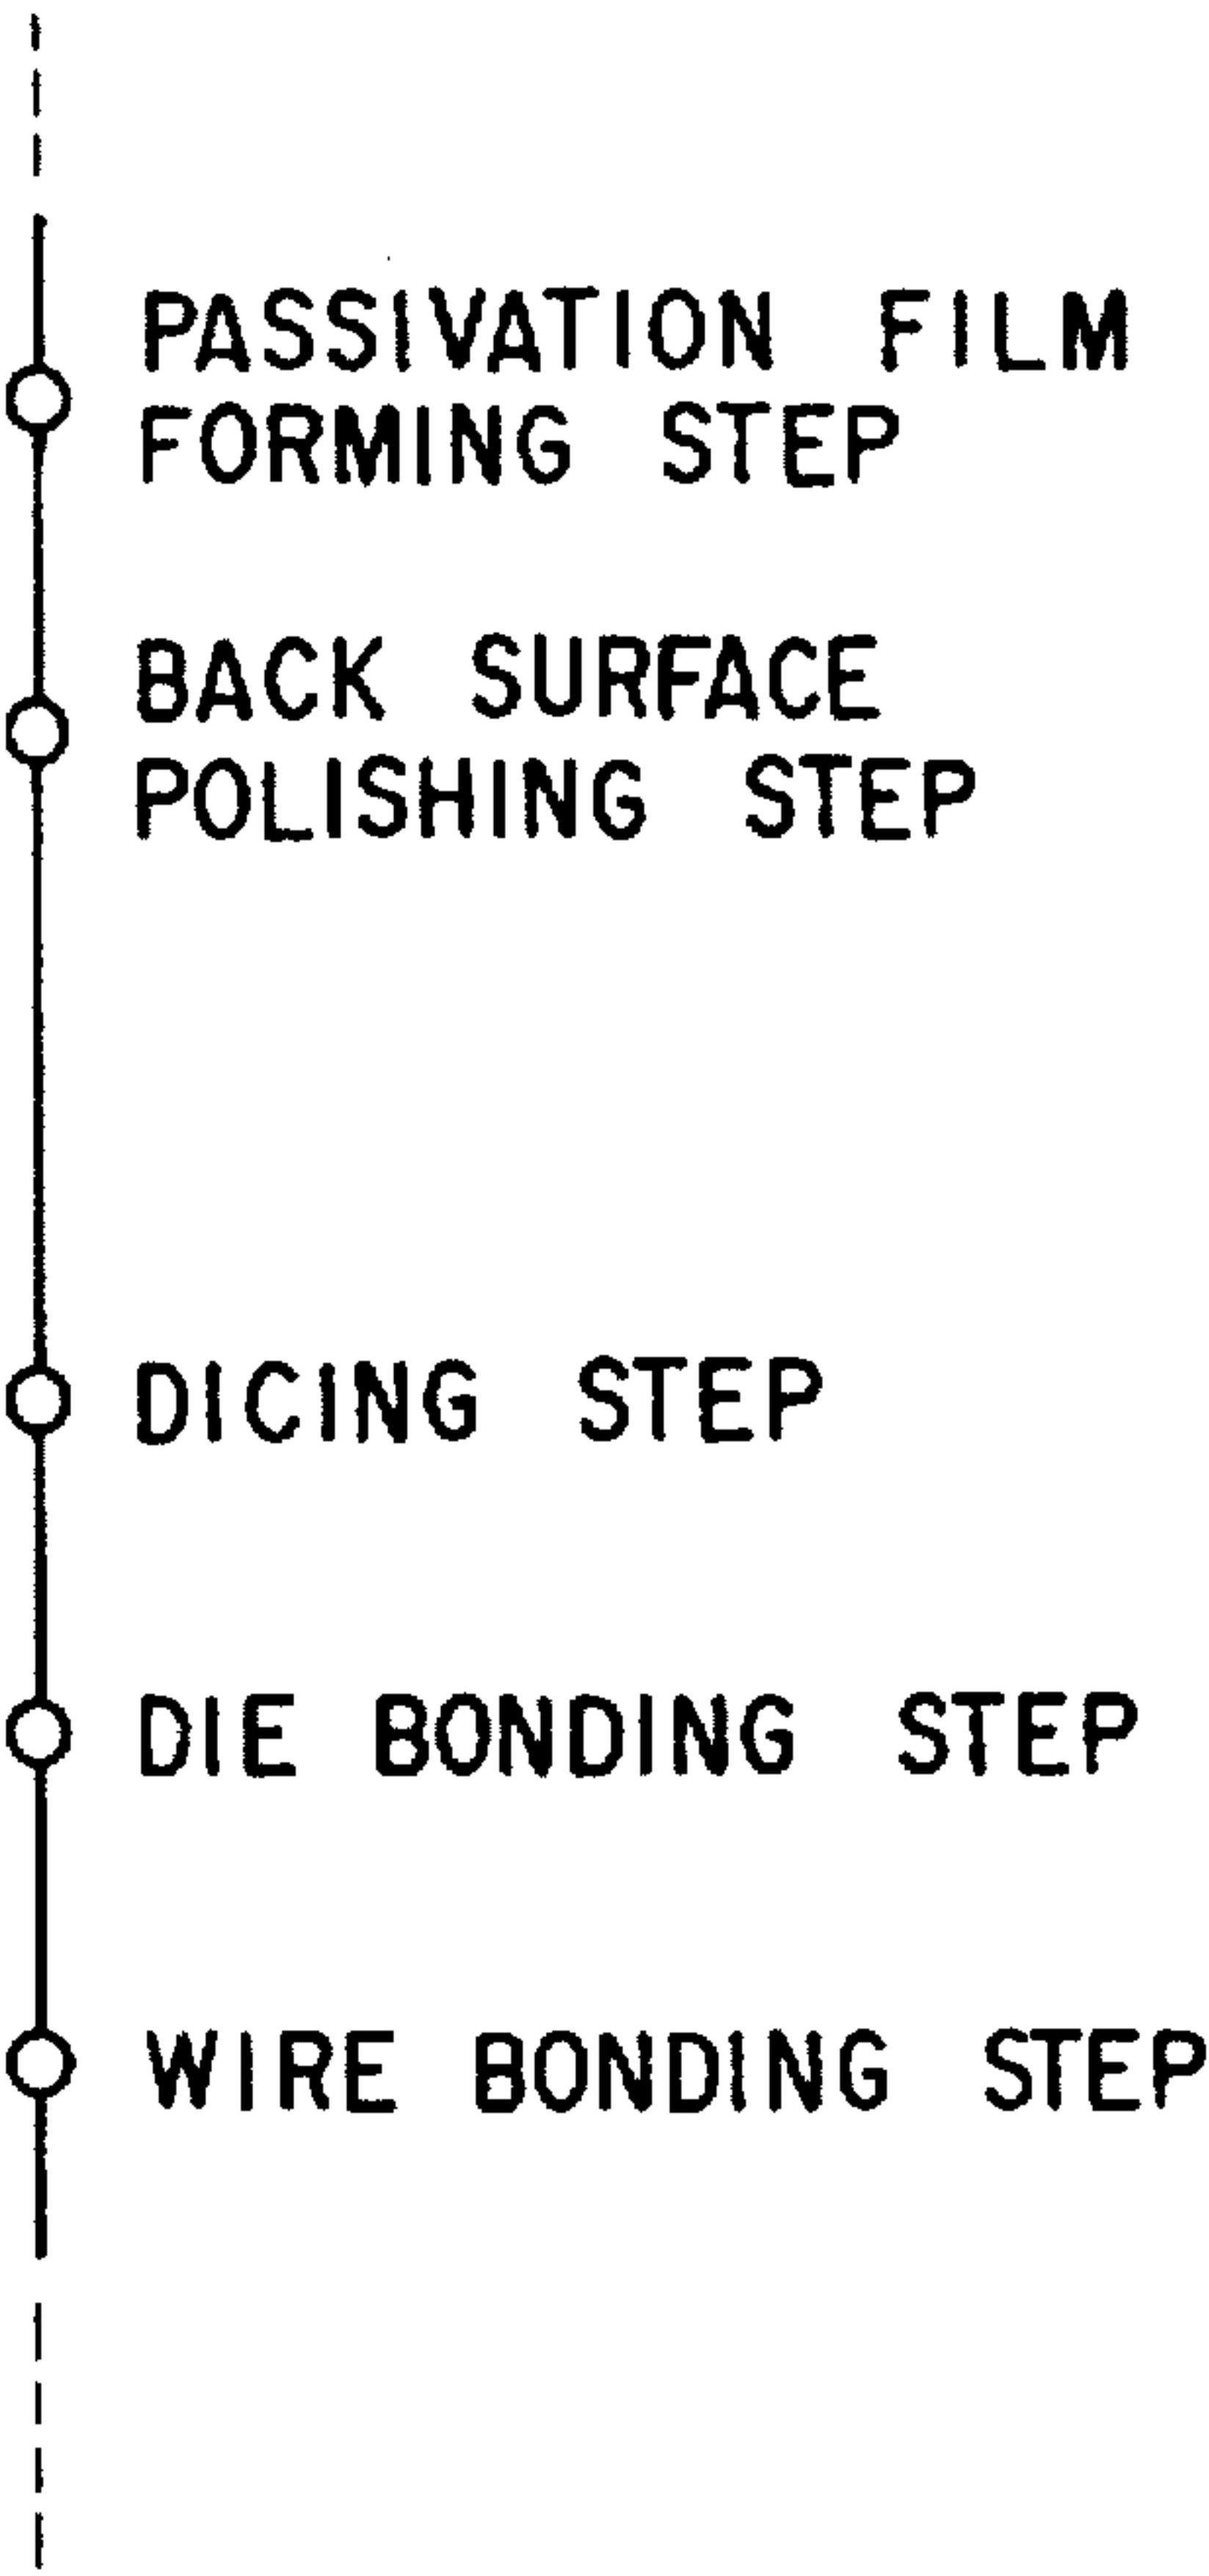 PASSIVATION FILM
FORMING STEP
BACK SURFACE
POLISHING STEP
DICING STEP
DIE BONDING STEP
WIRE BONDING STEP